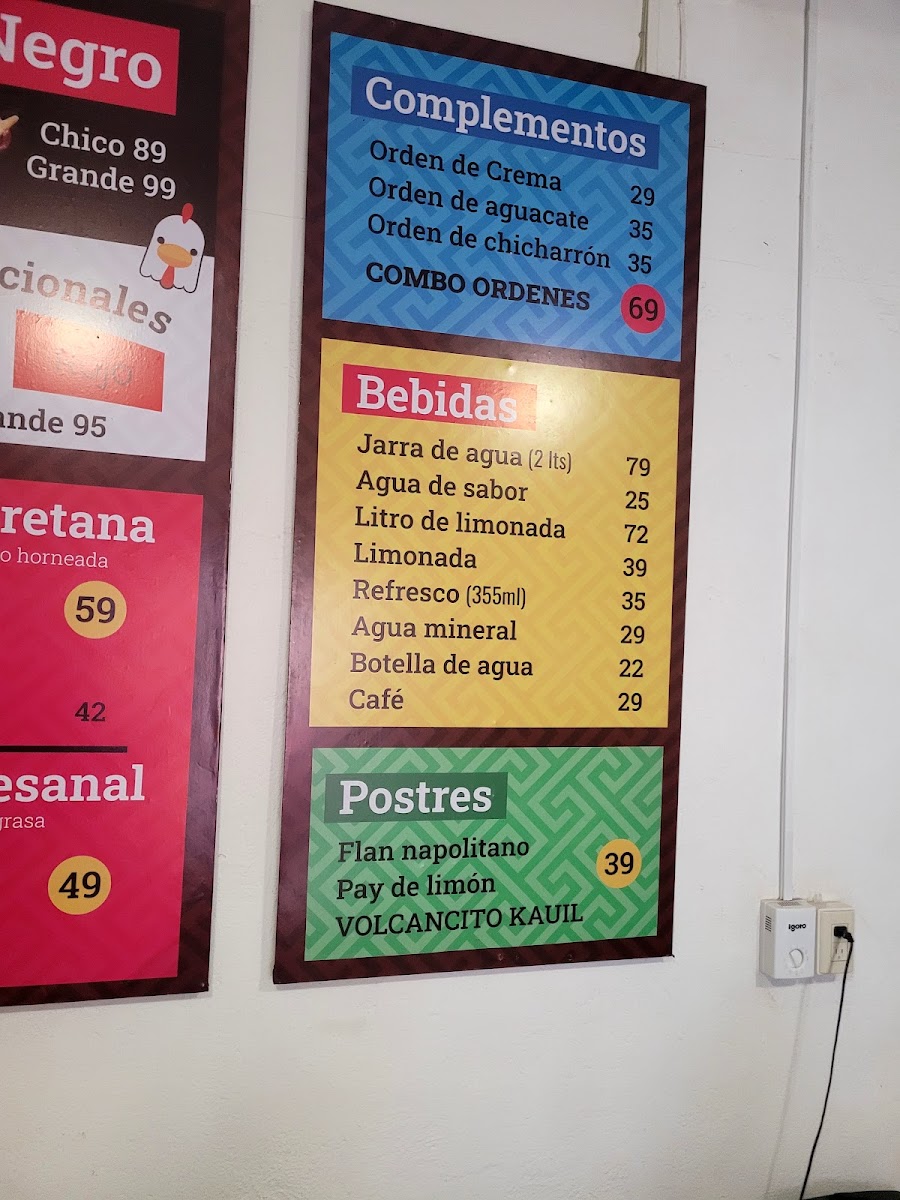 Negro
Chico 89
Grande 99
cionales
ande 95
retana
o horneada
59
42
esanal
grasa
49
Complementos
Orden de Crema 29
Orden de aguacate 35
Orden de chicharrón 35
COMBO ORDENES 69
Bebidas
Jarra de agua (2 lts) 79
Agua de sabor 25
Litro de limonada 72
Limonada 39
Refresco (355ml) 35
Agua mineral 29
Botella de agua 22
Café 29
Postres
Flan napolitano
Pay de limón
VOLCANCITO KAUIL
39